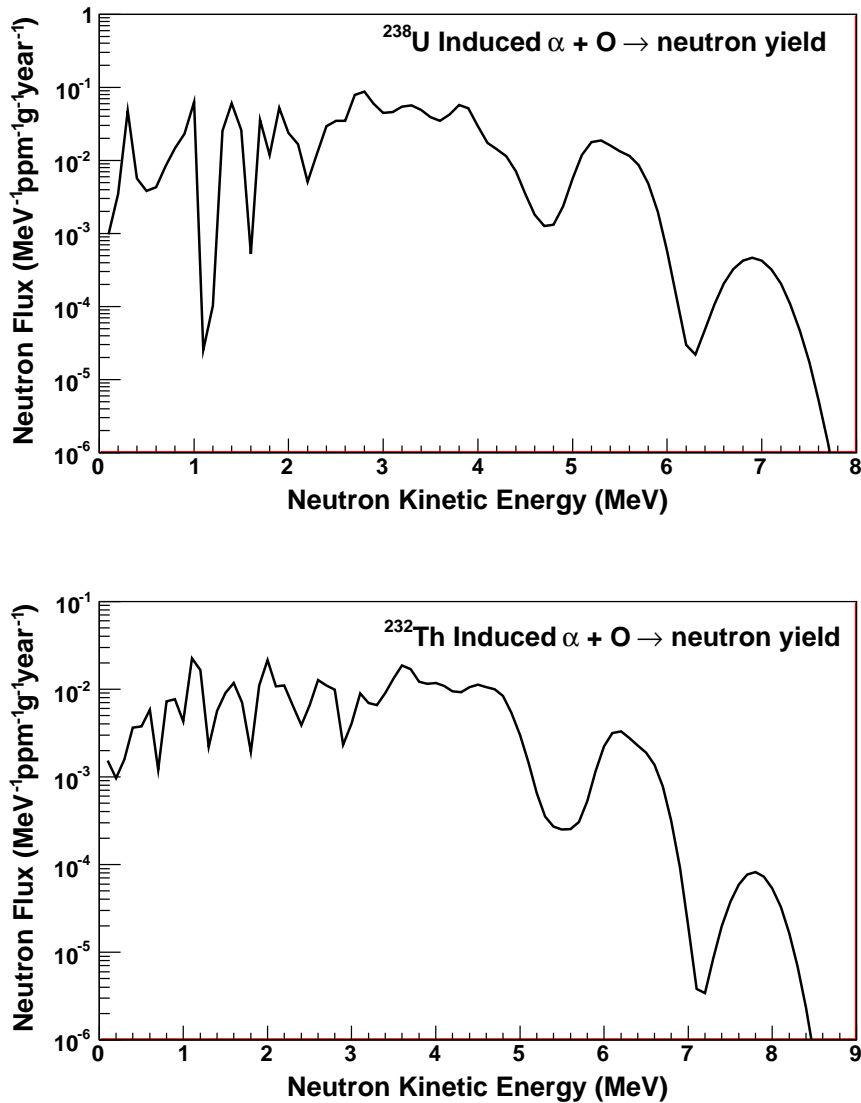 ²³⁸U Induced α + O → neutron yield
Neutron Flux (MeV⁻¹ppm⁻¹g⁻¹year⁻¹)
1
10⁻¹
10⁻²
10⁻³
10⁻⁴
10⁻⁵
10⁻⁶
0 1 2 3 4 5 6 7 8
Neutron Kinetic Energy (MeV)
²³²Th Induced α + O → neutron yield
Neutron Flux (MeV⁻¹ppm⁻¹g⁻¹year⁻¹)
10⁻¹
10⁻²
10⁻³
10⁻⁴
10⁻⁵
10⁻⁶
0 1 2 3 4 5 6 7 8 9
Neutron Kinetic Energy (MeV)